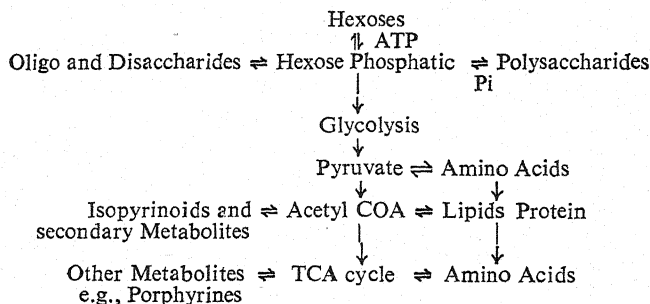 Hexoses
⥮ ATP
Oligo and Disaccharides ⇌ Hexose Phosphatic ⇌ Polysaccharides
Pi
↓
Glycolysis
↓
Pyruvate ⇌ Amino Acids
↓ ↓
Isopyrinoids and ⇌ Acetyl COA ⇌ Lipids Protein
secondary Metabolites
↓ ↓
Other Metabolites ⇌ TCA cycle ⇌ Amino Acids
e.g., Porphyrines